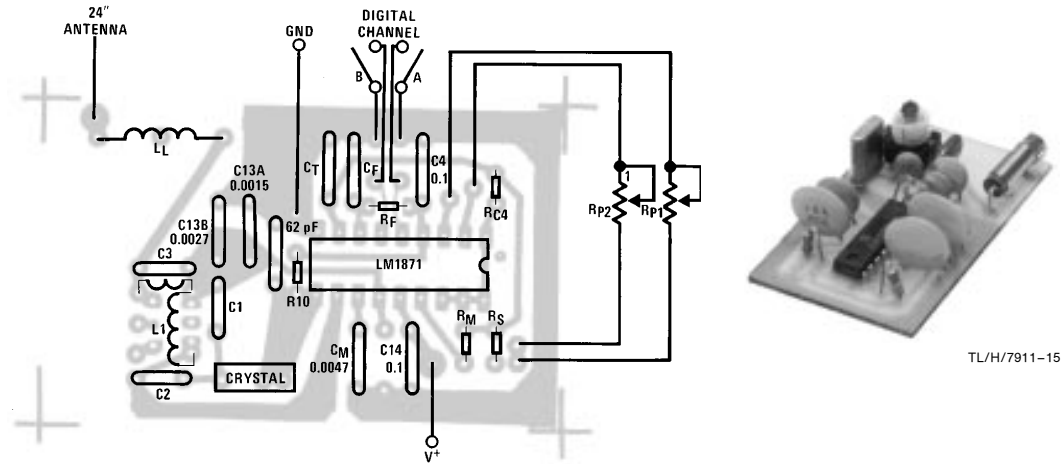 24″
ANTENNA
GND
DIGITAL
CHANNEL
B
A
LL
C13A
0.0015
CT
CF
C4
0.1
RC4
RF
1
RP2
RP1
C13B
0.0027
62 pF
LM1871
C3
R10
L1
C1
RM
RS
CM
0.0047
C14
0.1
CRYSTAL
C2
V+
TL/H/7911–15